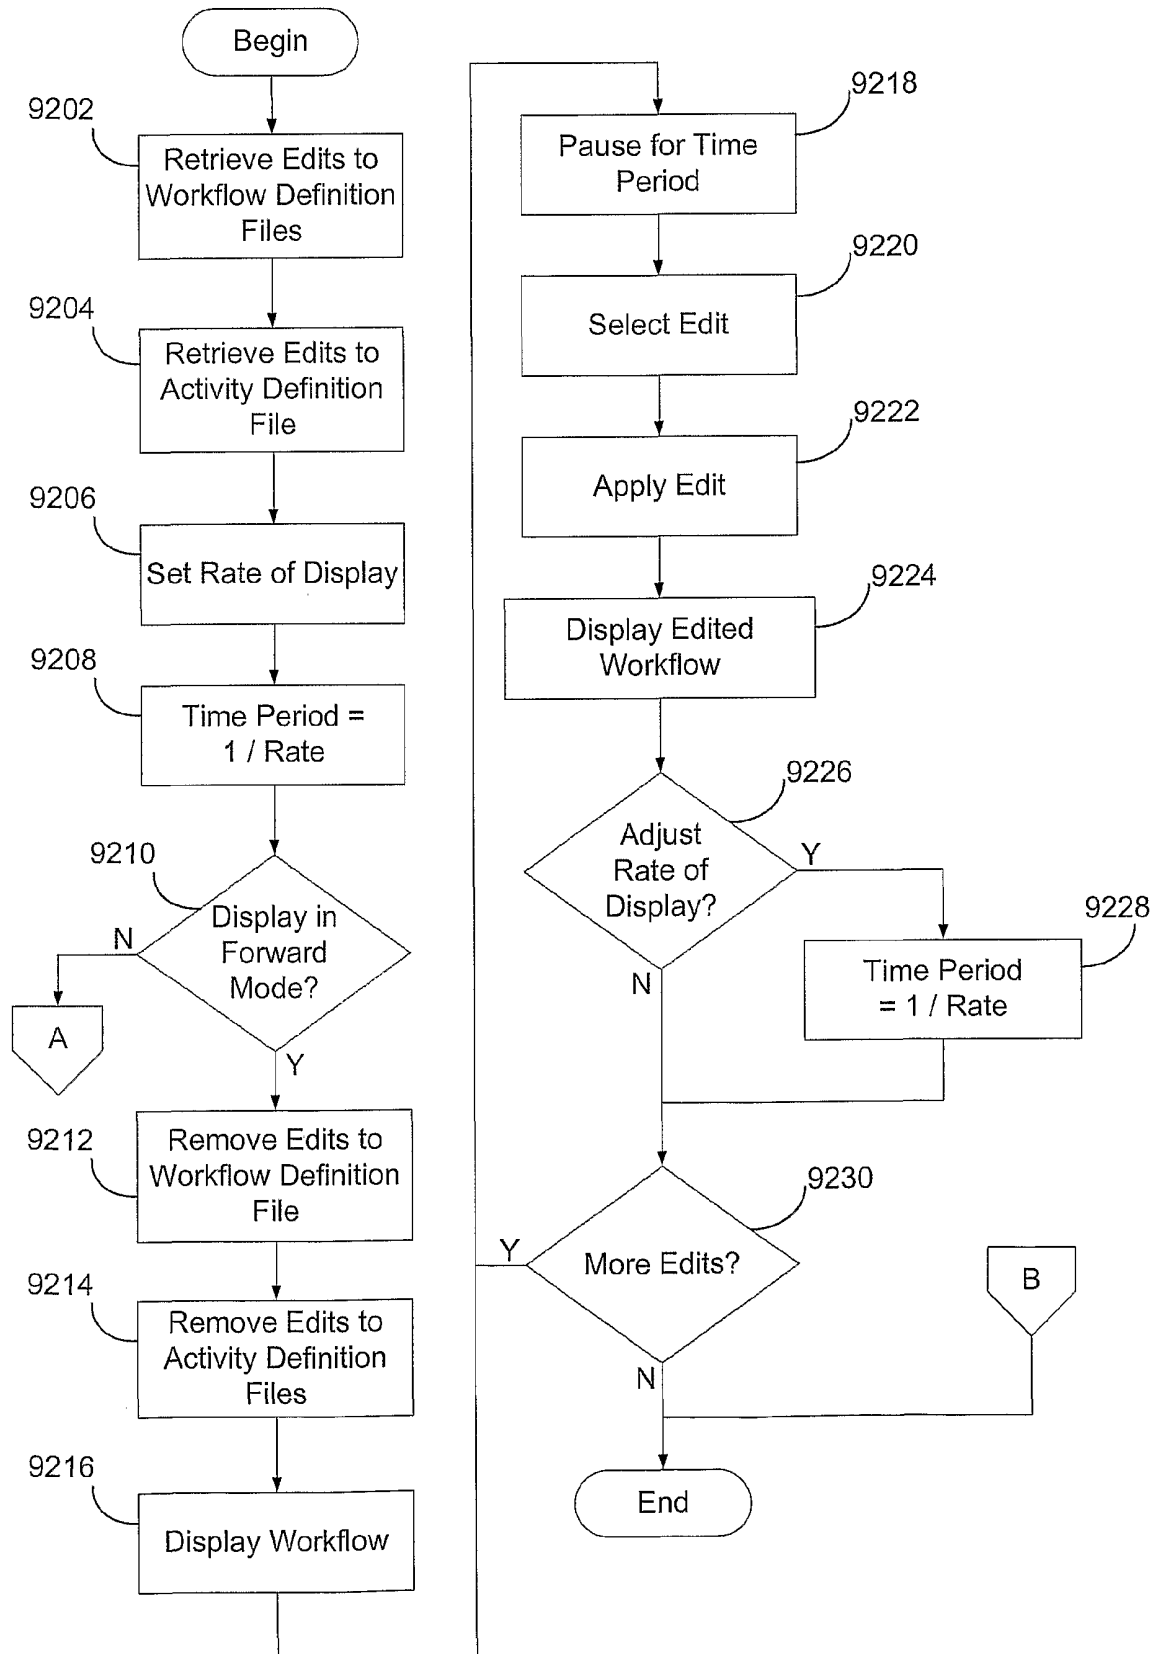 Begin
9202
Retrieve Edits to
Workflow Definition
Files
9204
Retrieve Edits to
Activity Definition
File
9206
Set Rate of Display
9208
Time Period =
1 / Rate
9210
Display in
Forward
Mode?
N
A
Y
9212
Remove Edits to
Workflow Definition
File
9214
Remove Edits to
Activity Definition
Files
9216
Display Workflow
9218
Pause for Time
Period
9220
Select Edit
9222
Apply Edit
9224
Display Edited
Workflow
9226
Adjust
Rate of
Display?
Y
N
9228
Time Period
= 1 / Rate
9230
More Edits?
Y
N
B
End